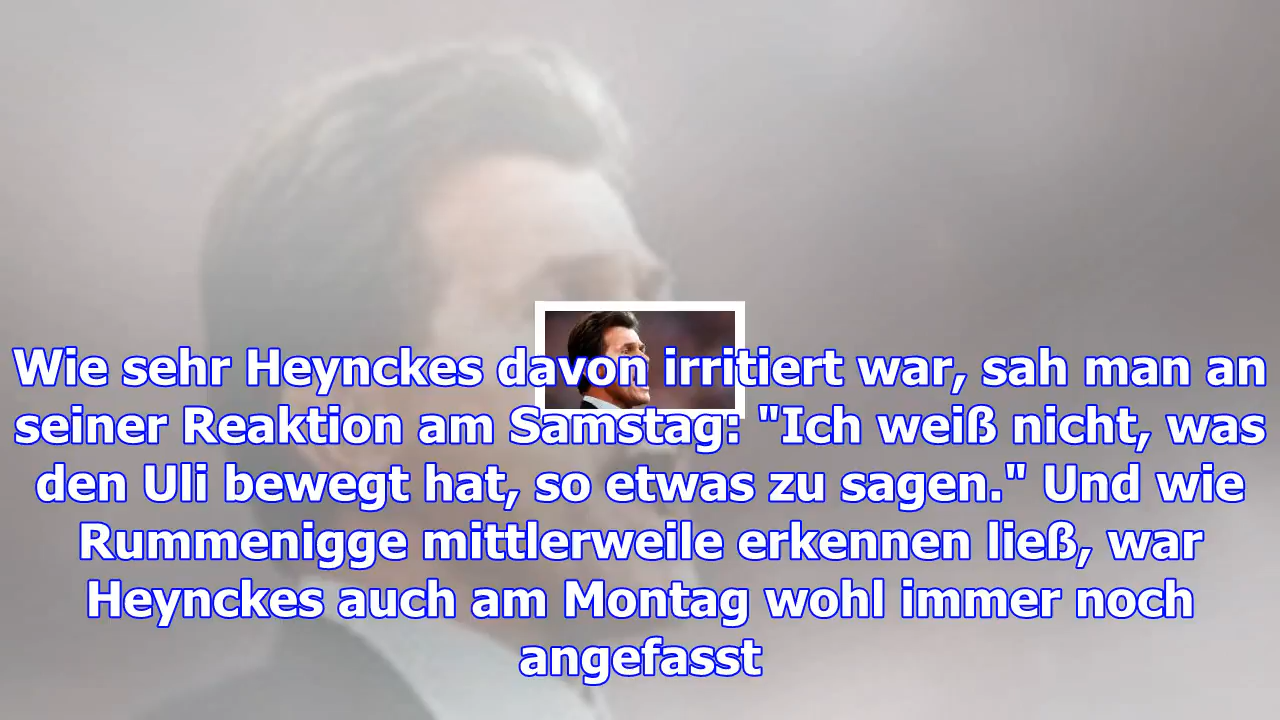 Wie sehr Heynckes davon irritiert war, sah man an
seiner Reaktion am Samstag: "Ich weiß nicht, was
den Uli bewegt hat, so etwas zu sagen." Und wie
Rummenigge mittlerweile erkennen ließ, war
Heynckes auch am Montag wohl immer noch
angefasst